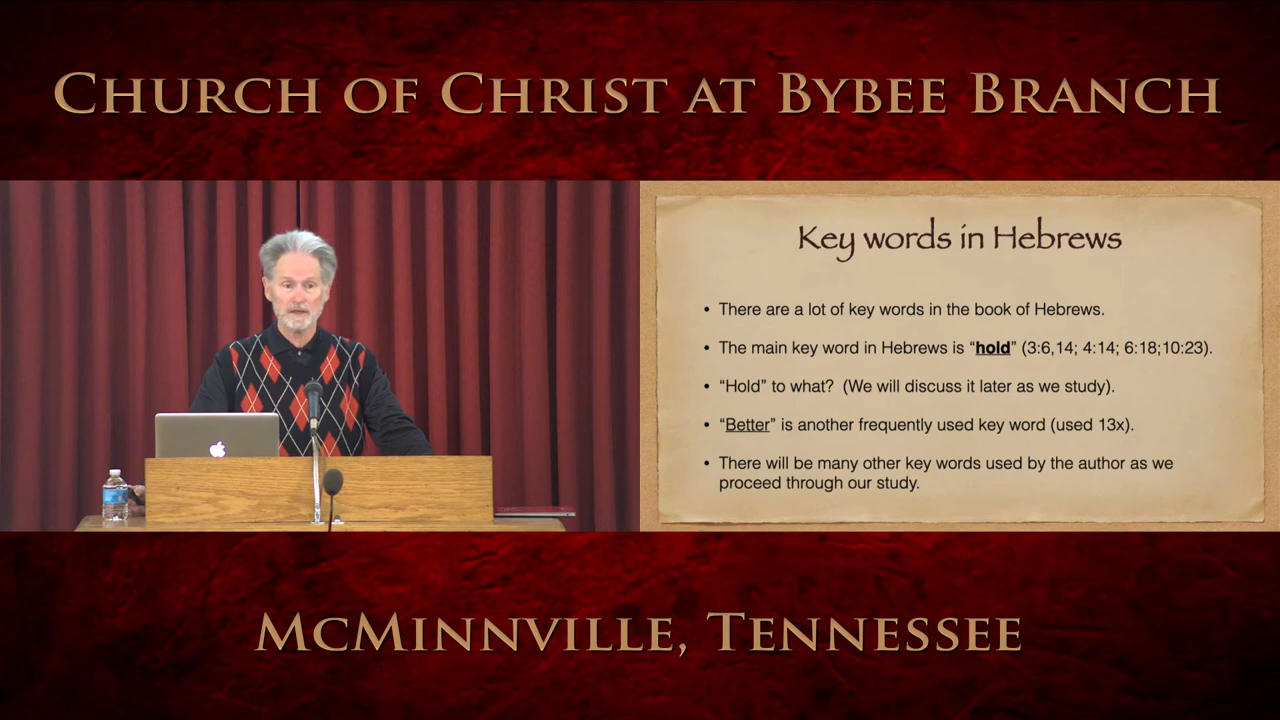 Church of Christ at Bybee Branch
Key words in Hebrews
• There are a lot of key words in the book of Hebrews.
• The main key word in Hebrews is “hold” (3:6,14; 4:14; 6:18;10:23).
• “Hold” to what? (We will discuss it later as we study).
• “Better” is another frequently used key word (used 13x).
• There will be many other key words used by the author as we
proceed through our study.
McMinnville, Tennessee